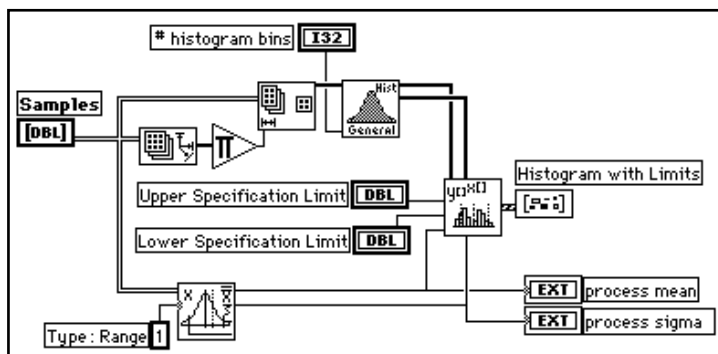 # histogram bins I32
Samples
[DBL]
Hist
General
π
Histogram with Limits
Upper Specification Limit DBL
y[] x[]
Lower Specification Limit DBL
X X
EXT process mean
Type : Range 1
EXT process sigma